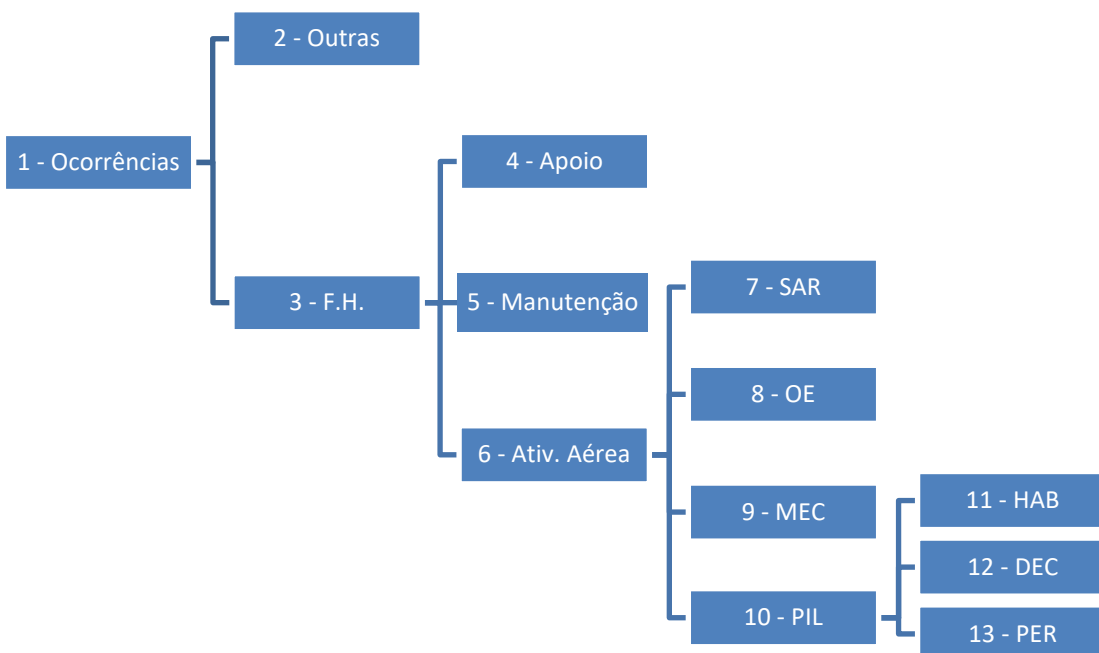 1 - Ocorrências
2 - Outras
3 - F.H.
4 - Apoio
5 - Manutenção
6 - Ativ. Aérea
7 - SAR
8 - OE
9 - MEC
10 - PIL
11 - HAB
12 - DEC
13 - PER